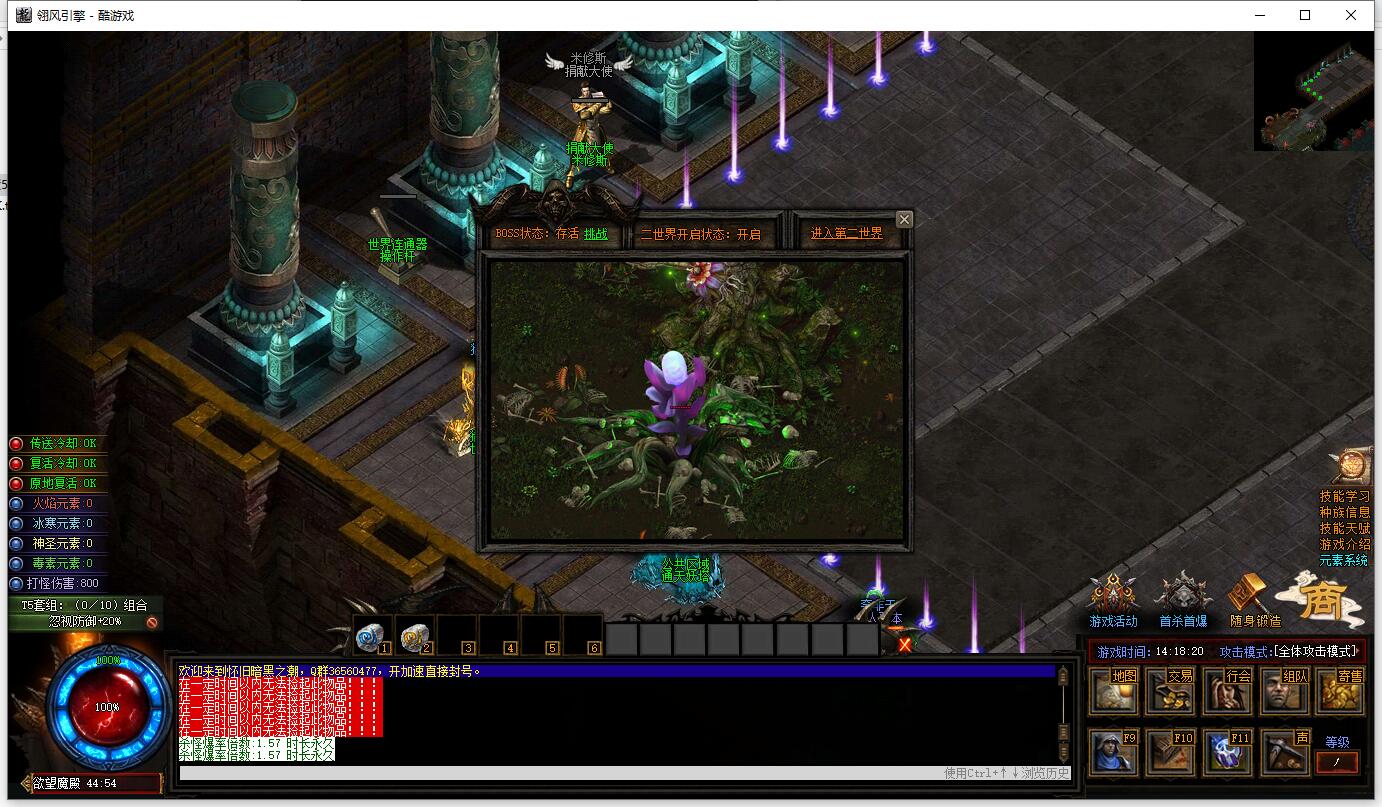 翎风引擎 - 酷游戏
米修斯
捐献大使
捐献大使
米修斯
世界连通器
操作杆
BOSS状态: 存活 挑战
二世界开启状态: 开启
进入第二世界
传送冷却:OK
复活冷却:OK
原地复活:OK
火焰元素:0
冰寒元素:0
神圣元素:0
毒素元素:0
打怪伤害:800
T5套组: (0/10) 组合
忽视防御+20%
公共区域
通天妖塔
技能学习
种族信息
技能天赋
游戏介绍
元素系统
游戏活动
首杀首爆
随身锻造
商
1
2
3
4
5
6
100%
100%
欲望魔殿 44:54
欢迎来到怀旧暗黑之潮，Q群36560477，开加速直接封号。
在一定时间以内无法捡起此物品！！！！
在一定时间以内无法捡起此物品！！！！
在一定时间以内无法捡起此物品！！！！
在一定时间以内无法捡起此物品！！！！
在一定时间以内无法捡起此物品！！！！
杀怪爆率倍数:1.57 时长永久
杀怪爆率倍数:1.57 时长永久
使用Ctrl+↑↓浏览历史
游戏时间: 14:18:20 攻击模式:[全体攻击模式]
地图
交易
行会
组队
寄售
F9
F10
F11
声
等级
/